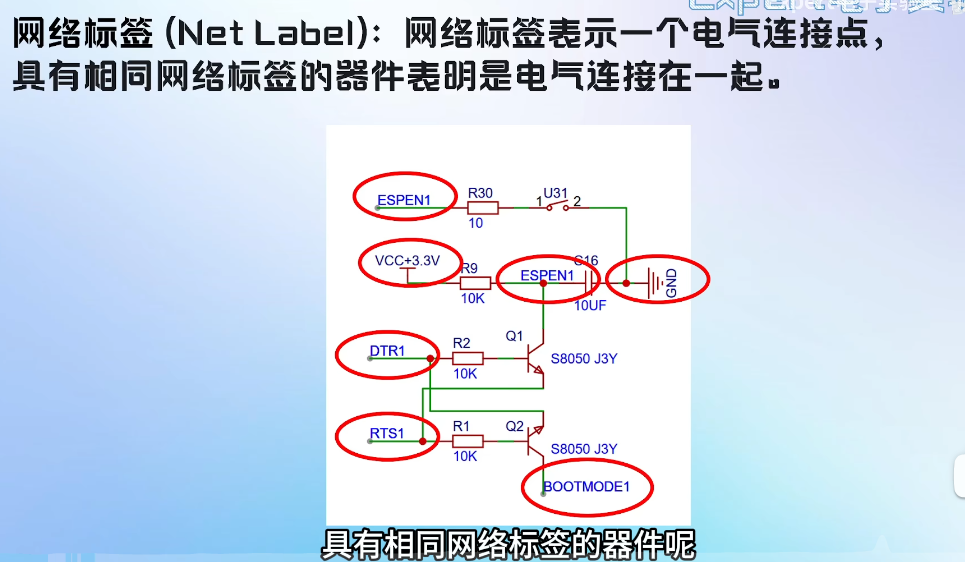 网络标签 (Net Label)：网络标签表示一个电气连接点，
具有相同网络标签的器件表明是电气连接在一起。
ESPEN1
R30
10
U31
1
2
VCC+3.3V
R9
10K
ESPEN1
C16
10UF
GND
DTR1
R2
10K
Q1
S8050 J3Y
RTS1
R1
10K
Q2
S8050 J3Y
BOOTMODE1
具有相同网络标签的器件呢